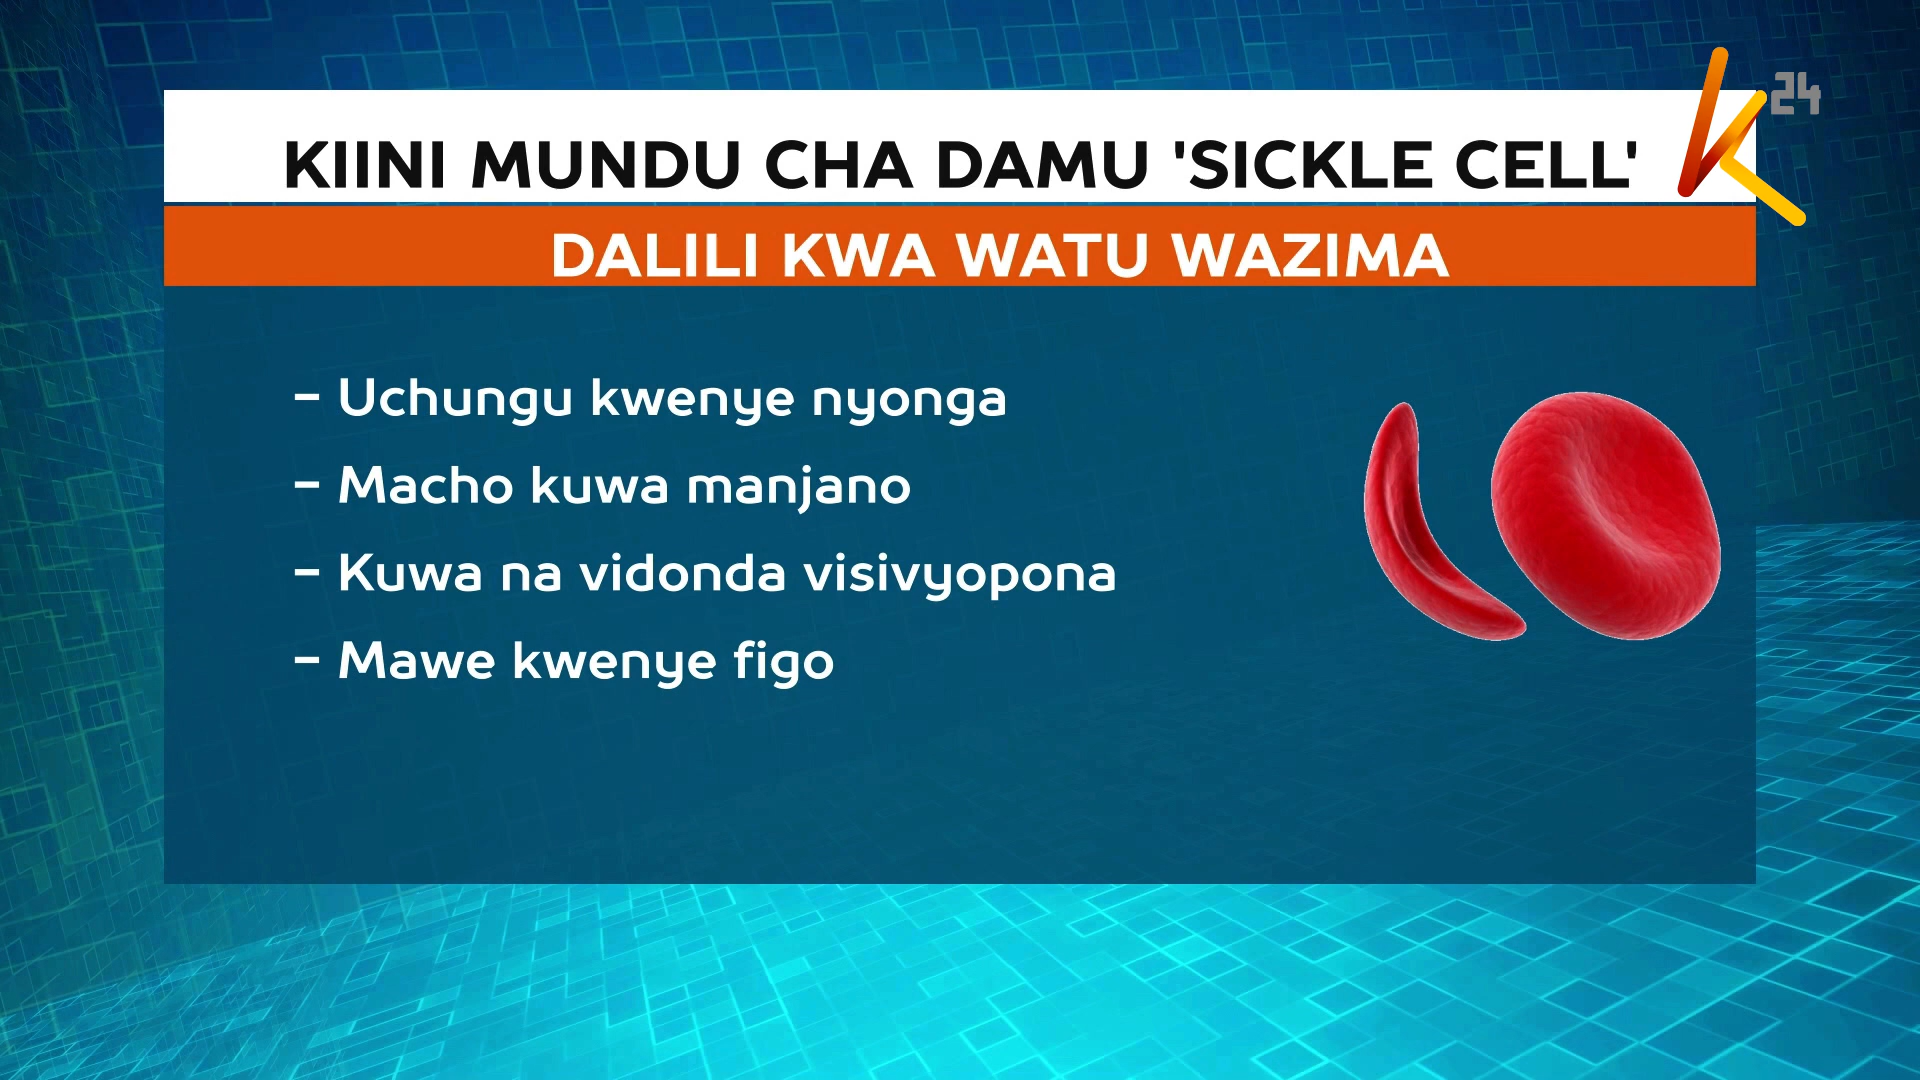 K24
KIINI MUNDU CHA DAMU 'SICKLE CELL'
DALILI KWA WATU WAZIMA
– Uchungu kwenye nyonga
– Macho kuwa manjano
– Kuwa na vidonda visivyopona
– Mawe kwenye figo